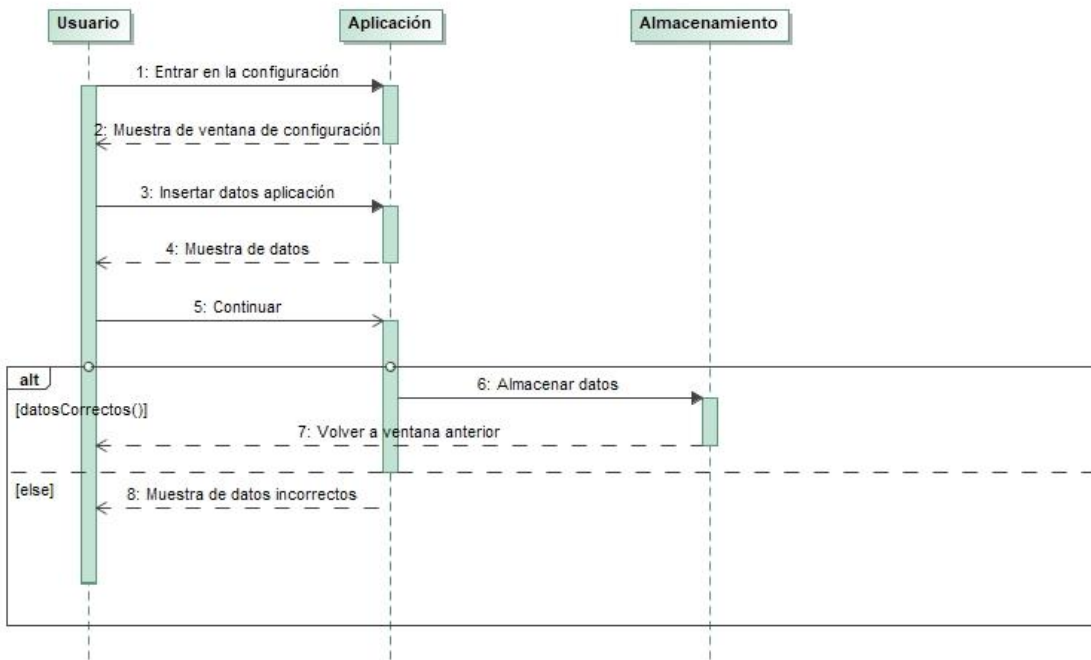 Usuario
Aplicación
Almacenamiento
1: Entrar en la configuración
2: Muestra de ventana de configuración
3: Insertar datos aplicación
4: Muestra de datos
5: Continuar
alt
6: Almacenar datos
[datosCorrectos()]
7: Volver a ventana anterior
[else]
8: Muestra de datos incorrectos